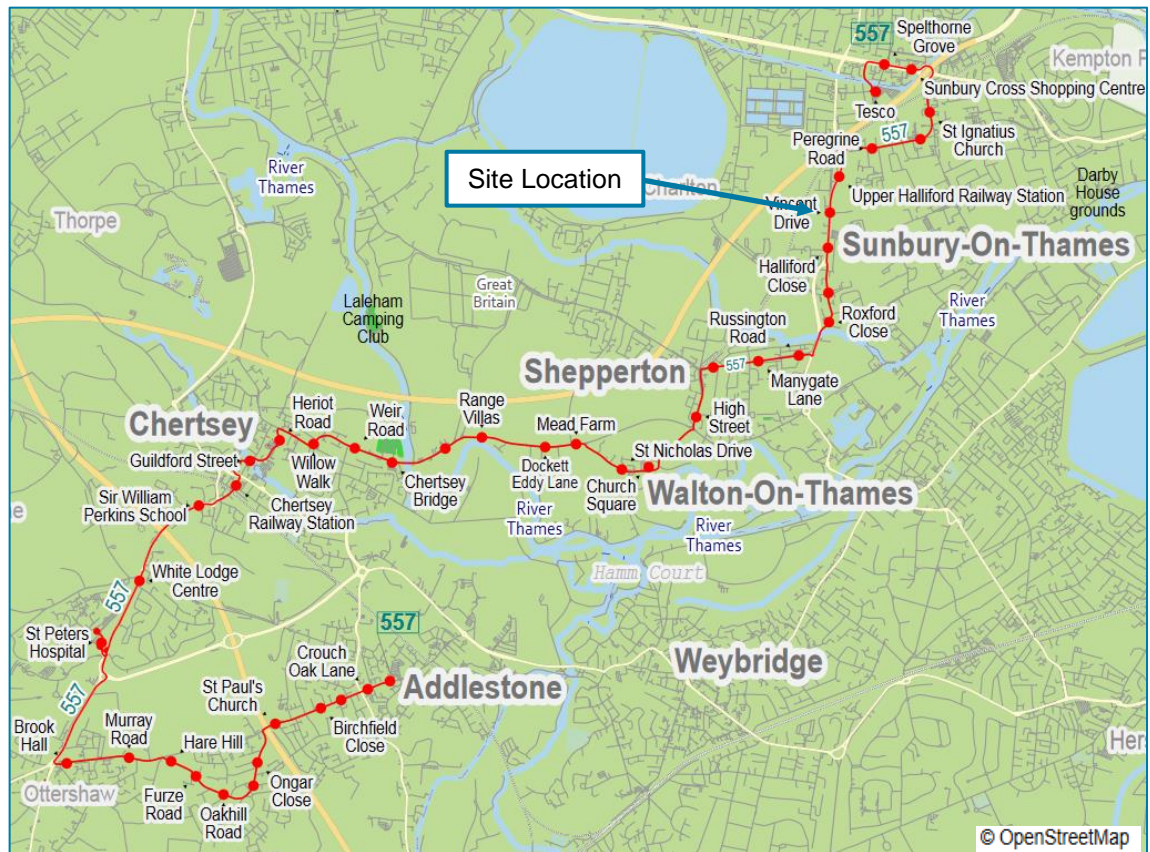 557
Spelthorne
Grove
Kempton P
Sunbury Cross Shopping Centre
Tesco
557
St Ignatius
Church
Peregrine
Road
River
Thames
Site Location
Charlton
Upper Halliford Railway Station
Darby
House
grounds
Vincent
Drive
Thorpe
Sunbury-On-Thames
Halliford
Close
Great
Britain
Laleham
Camping
Club
River
Thames
Russington
Road
Roxford
Close
Shepperton
557
Manygate
Lane
Chertsey
Heriot
Road
Weir
Road
Range
Villas
Mead Farm
High
Street
Guildford Street
Willow
Walk
St Nicholas Drive
Chertsey
Bridge
Dockett
Eddy Lane
Church
Square
Walton-On-Thames
Sir William
Perkins School
Chertsey
Railway Station
River
Thames
River
Thames
Hamm Court
White Lodge
Centre
557
St Peters
Hospital
557
Crouch
Oak Lane
Weybridge
557
St Paul's
Church
Addlestone
Birchfield
Close
Brook
Hall
Murray
Road
Hare Hill
Hers
Ottershaw
Furze
Road
Oakhill
Road
Ongar
Close
© OpenStreetMap